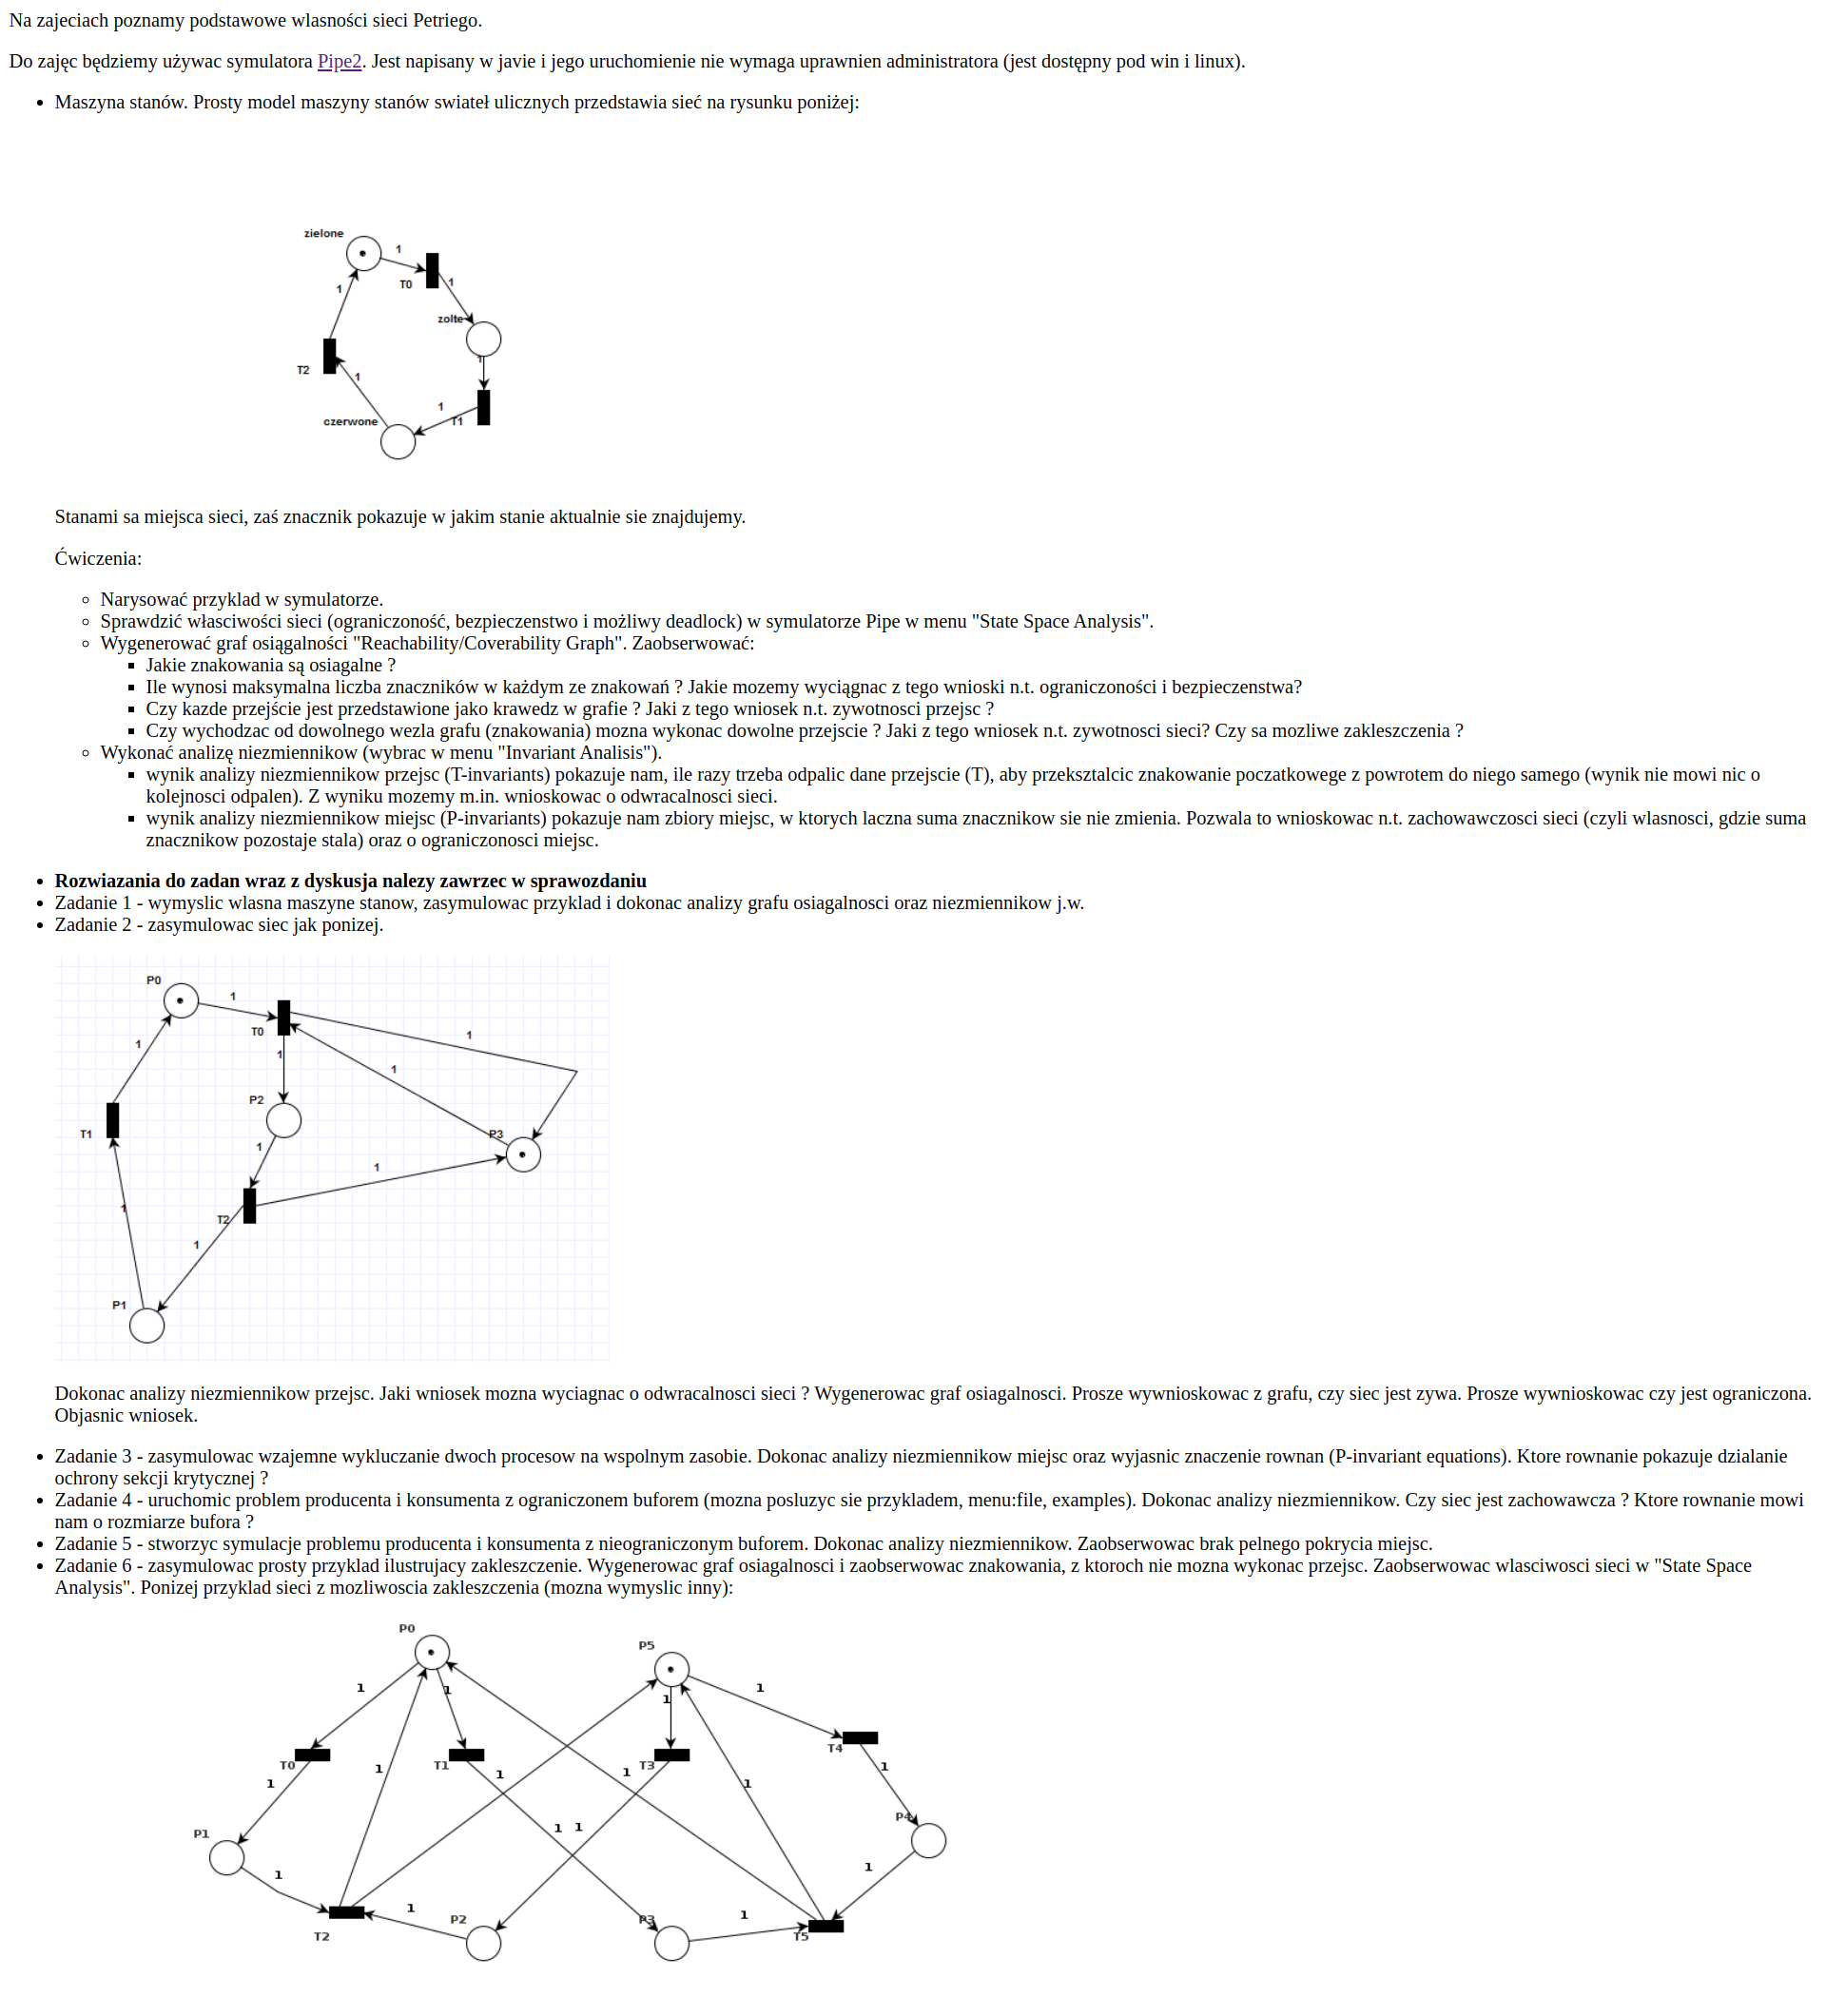 Na zajeciach poznamy podstawowe wlasności sieci Petriego.
Do zajęc będziemy używac symulatora Pipe2. Jest napisany w javie i jego uruchomienie nie wymaga uprawnien administratora (jest dostępny pod win i linux).
Maszyna stanów. Prosty model maszyny stanów swiateł ulicznych przedstawia sieć na rysunku poniżej:
zielone
1
T0
1
1
zolte
1
T2
1
1
T1
czerwone
Stanami sa miejsca sieci, zaś znacznik pokazuje w jakim stanie aktualnie sie znajdujemy.
Ćwiczenia:
Narysować przyklad w symulatorze.
Sprawdzić własciwości sieci (ograniczoność, bezpieczenstwo i możliwy deadlock) w symulatorze Pipe w menu "State Space Analysis".
Wygenerować graf osiągalności "Reachability/Coverability Graph". Zaobserwować:
Jakie znakowania są osiagalne ?
Ile wynosi maksymalna liczba znaczników w każdym ze znakowań ? Jakie mozemy wyciągnac z tego wnioski n.t. ograniczoności i bezpieczenstwa?
Czy kazde przejście jest przedstawione jako krawedz w grafie ? Jaki z tego wniosek n.t. zywotnosci przejsc ?
Czy wychodzac od dowolnego wezla grafu (znakowania) mozna wykonac dowolne przejscie ? Jaki z tego wniosek n.t. zywotnosci sieci? Czy sa mozliwe zakleszczenia ?
Wykonać analizę niezmiennikow (wybrac w menu "Invariant Analisis").
wynik analizy niezmiennikow przejsc (T-invariants) pokazuje nam, ile razy trzeba odpalic dane przejscie (T), aby przeksztalcic znakowanie poczatkowege z powrotem do niego samego (wynik nie mowi nic o
kolejnosci odpalen). Z wyniku mozemy m.in. wnioskowac o odwracalnosci sieci.
wynik analizy niezmiennikow miejsc (P-invariants) pokazuje nam zbiory miejsc, w ktorych laczna suma znacznikow sie nie zmienia. Pozwala to wnioskowac n.t. zachowawczosci sieci (czyli wlasnosci, gdzie suma
znacznikow pozostaje stala) oraz o ograniczonosci miejsc.
Rozwiazania do zadan wraz z dyskusja nalezy zawrzec w sprawozdaniu
Zadanie 1 - wymyslic wlasna maszyne stanow, zasymulowac przyklad i dokonac analizy grafu osiagalnosci oraz niezmiennikow j.w.
Zadanie 2 - zasymulowac siec jak ponizej.
P0
1
T0
1
1
1
1
P2
T1
P3
1
1
1
T2
1
P1
Dokonac analizy niezmiennikow przejsc. Jaki wniosek mozna wyciagnac o odwracalnosci sieci ? Wygenerowac graf osiagalnosci. Prosze wywnioskowac z grafu, czy siec jest zywa. Prosze wywnioskowac czy jest ograniczona.
Objasnic wniosek.
Zadanie 3 - zasymulowac wzajemne wykluczanie dwoch procesow na wspolnym zasobie. Dokonac analizy niezmiennikow miejsc oraz wyjasnic znaczenie rownan (P-invariant equations). Ktore rownanie pokazuje dzialanie
ochrony sekcji krytycznej ?
Zadanie 4 - uruchomic problem producenta i konsumenta z ograniczonem buforem (mozna posluzyc sie przykladem, menu:file, examples). Dokonac analizy niezmiennikow. Czy siec jest zachowawcza ? Ktore rownanie mowi
nam o rozmiarze bufora ?
Zadanie 5 - stworzyc symulacje problemu producenta i konsumenta z nieograniczonym buforem. Dokonac analizy niezmiennikow. Zaobserwowac brak pelnego pokrycia miejsc.
Zadanie 6 - zasymulowac prosty przyklad ilustrujacy zakleszczenie. Wygenerowac graf osiagalnosci i zaobserwowac znakowania, z ktoroch nie mozna wykonac przejsc. Zaobserwowac wlasciwosci sieci w "State Space
Analysis". Ponizej przyklad sieci z mozliwoscia zakleszczenia (mozna wymyslic inny):
P0
P5
1
1
1
1
T4
T0
1
T1
1
1
T3
1
1
1
P4
P1
1
1
1
1
1
P2
P3
1
T2
T5